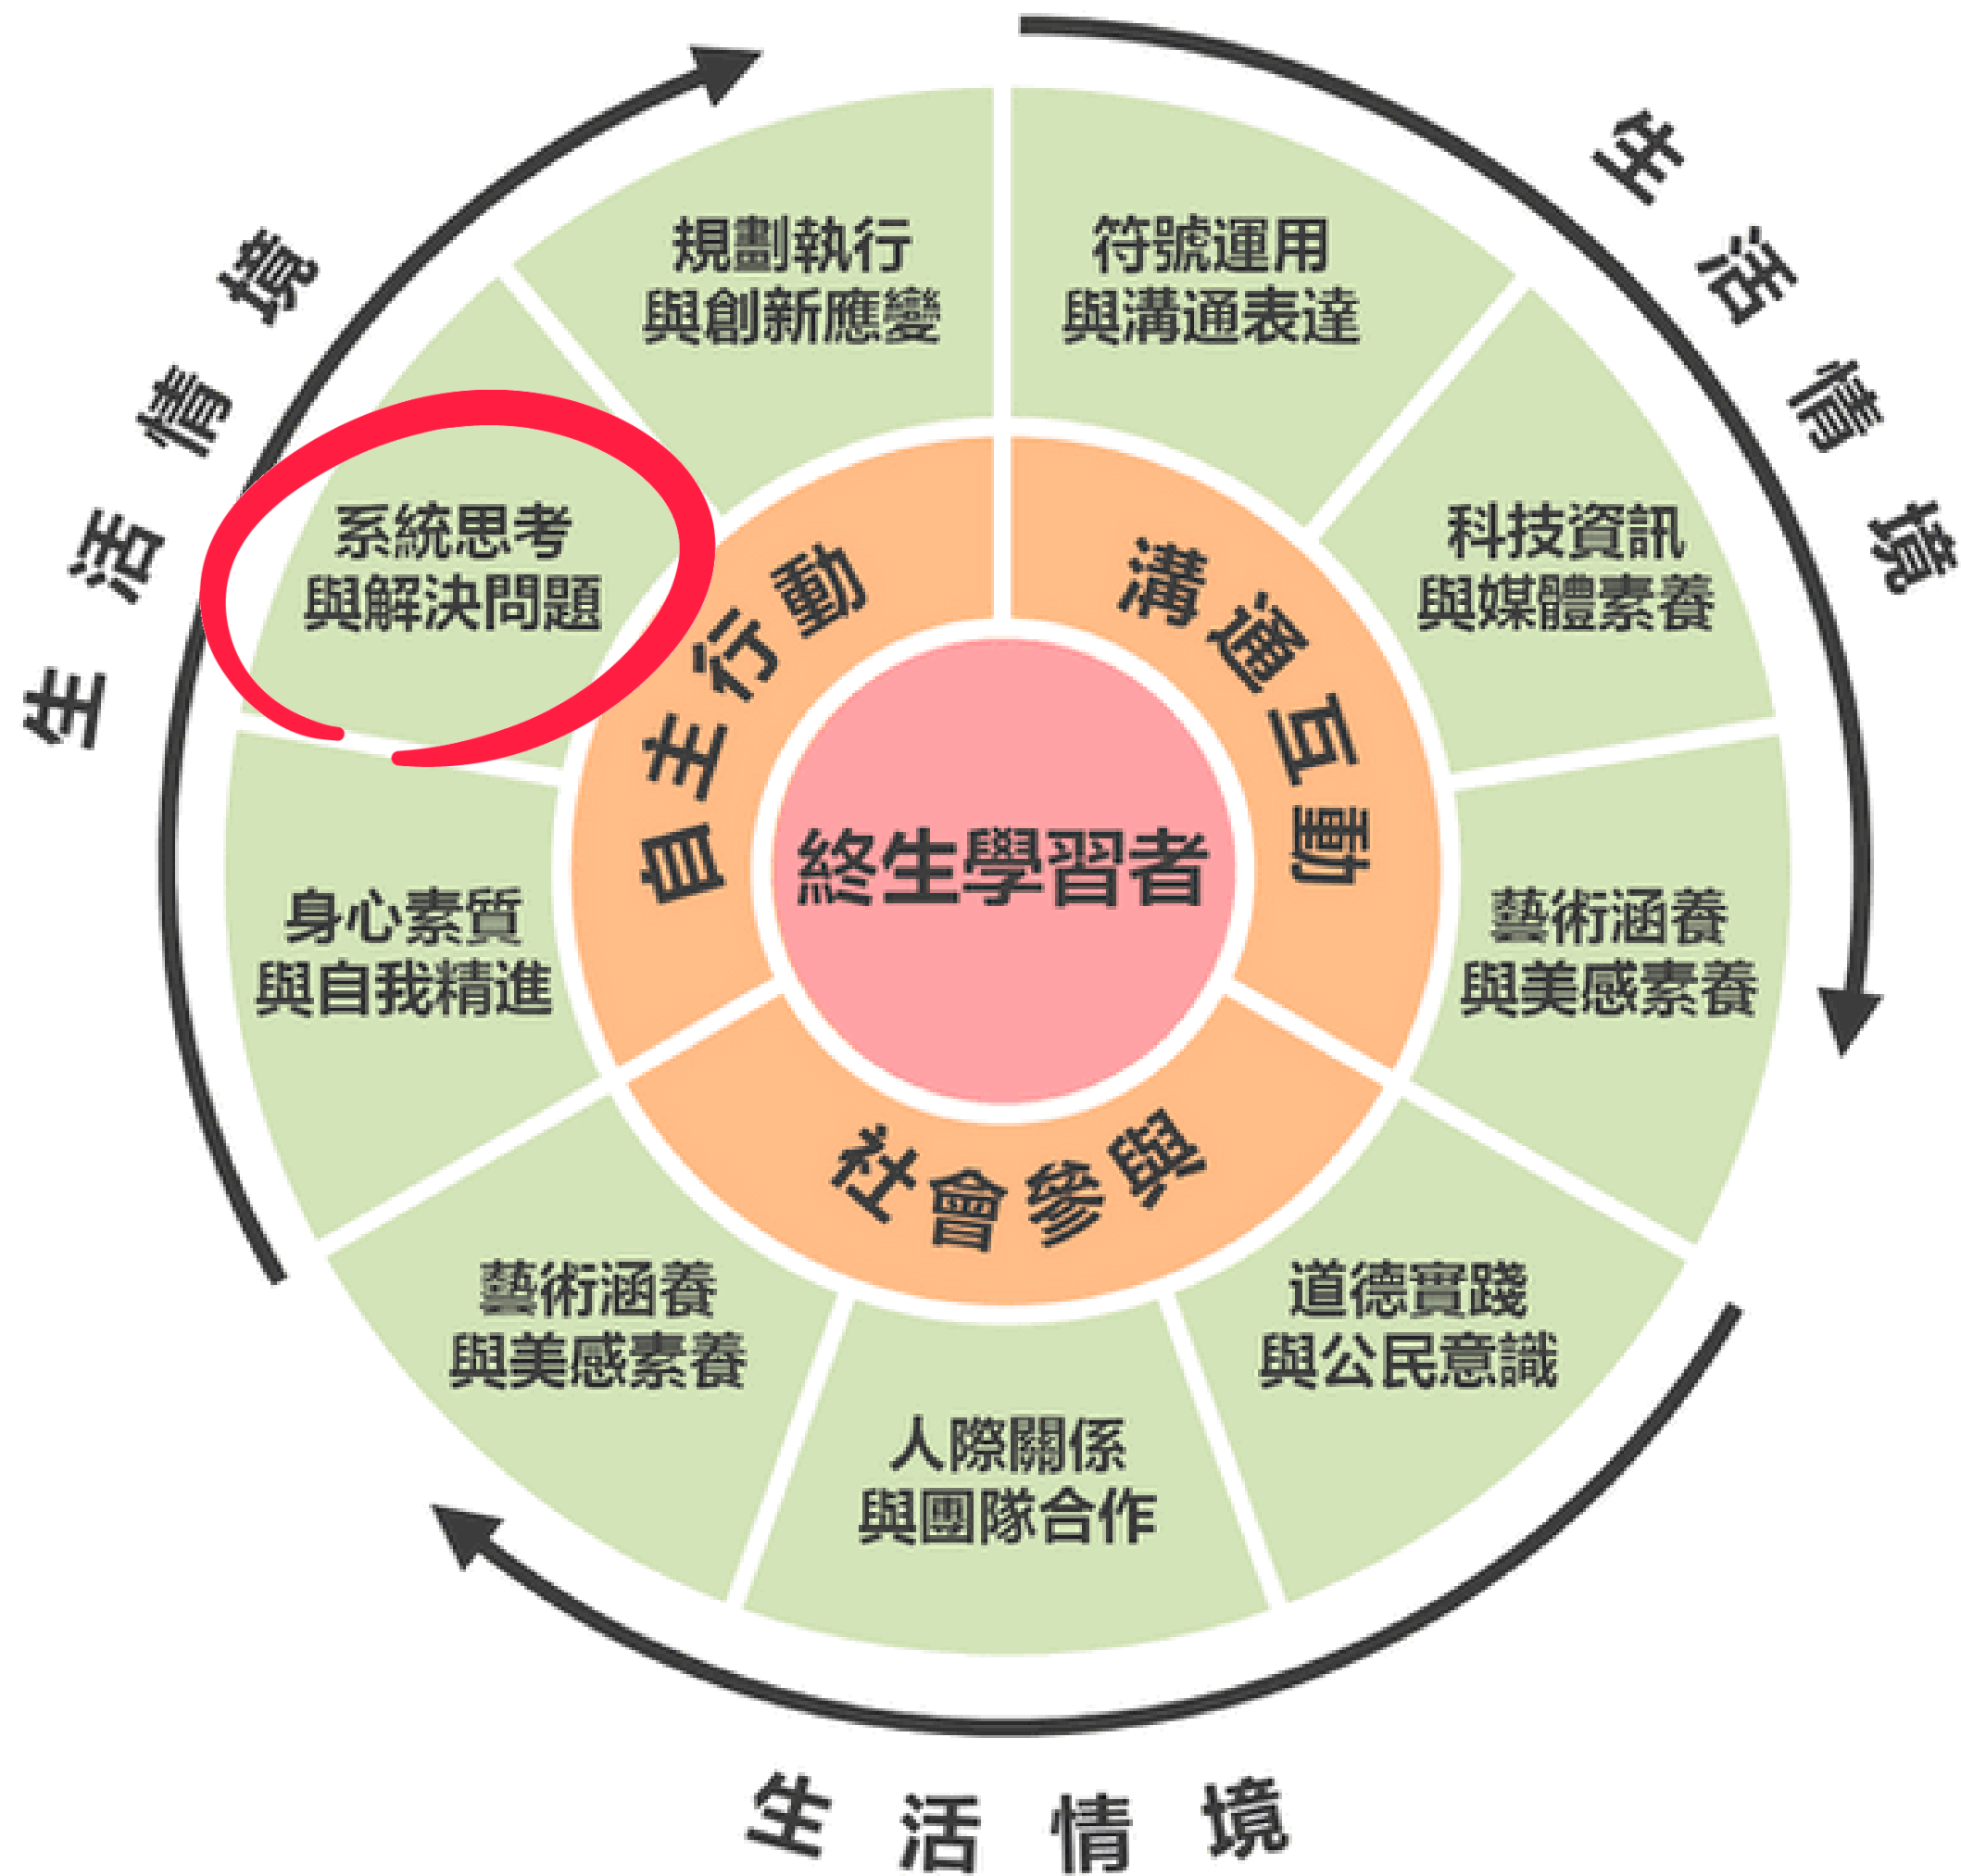 生活情境
生活情境
規劃執行
與創新應變
符號運用
與溝通表達
系統思考
與解決問題
科技資訊
與媒體素養
自主行動
溝通互動
終生學習者
身心素質
與自我精進
藝術涵養
與美感素養
社會參與
藝術涵養
與美感素養
道德實踐
與公民意識
人際關係
與團隊合作
生活情境